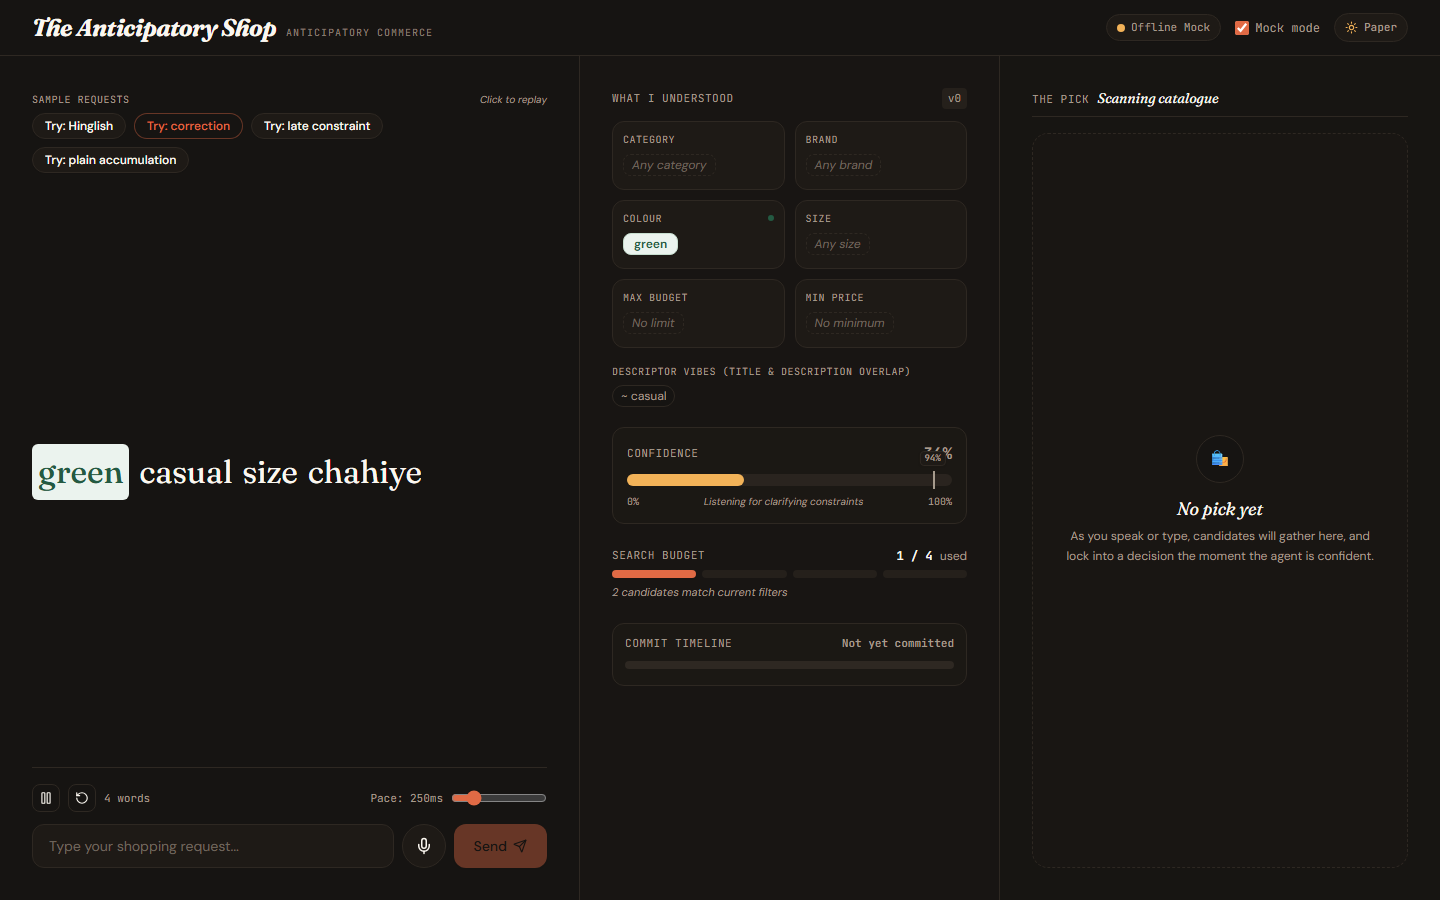 The Anticipatory Shop ANTICIPATORY COMMERCE
Offline Mock
Mock mode
Paper
SAMPLE REQUESTS
Click to replay
Try: Hinglish
Try: correction
Try: late constraint
Try: plain accumulation
green casual size chahiye
4 words
Pace: 250ms
Type your shopping request...
Send
WHAT I UNDERSTOOD
v0
CATEGORY
Any category
BRAND
Any brand
COLOUR
green
SIZE
Any size
MAX BUDGET
No limit
MIN PRICE
No minimum
DESCRIPTOR VIBES (TITLE & DESCRIPTION OVERLAP)
~ casual
CONFIDENCE
94%
0%
Listening for clarifying constraints
100%
SEARCH BUDGET
1 / 4 used
2 candidates match current filters
COMMIT TIMELINE
Not yet committed
THE PICK Scanning catalogue
No pick yet
As you speak or type, candidates will gather here, and
lock into a decision the moment the agent is confident.